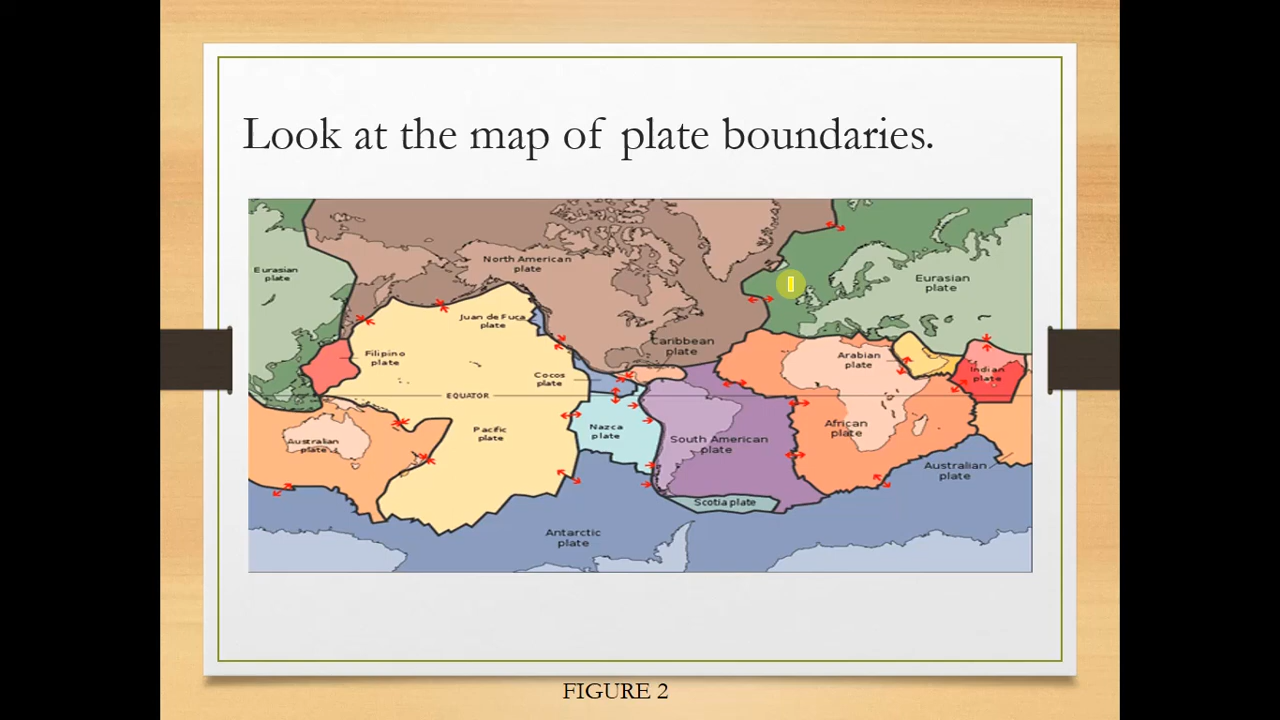 Look at the map of plate boundaries.
North American
plate
Eurasian
plate
Eurasian
plate
Juan de Fuca
plate
Caribbean
plate
Filipino
plate
Arabian
plate
Indian
plate
Cocos
plate
EQUATOR
Nazca
plate
Pacific
plate
African
plate
Australian
plate
South American
plate
Australian
plate
Scotia plate
Antarctic
plate
FIGURE 2